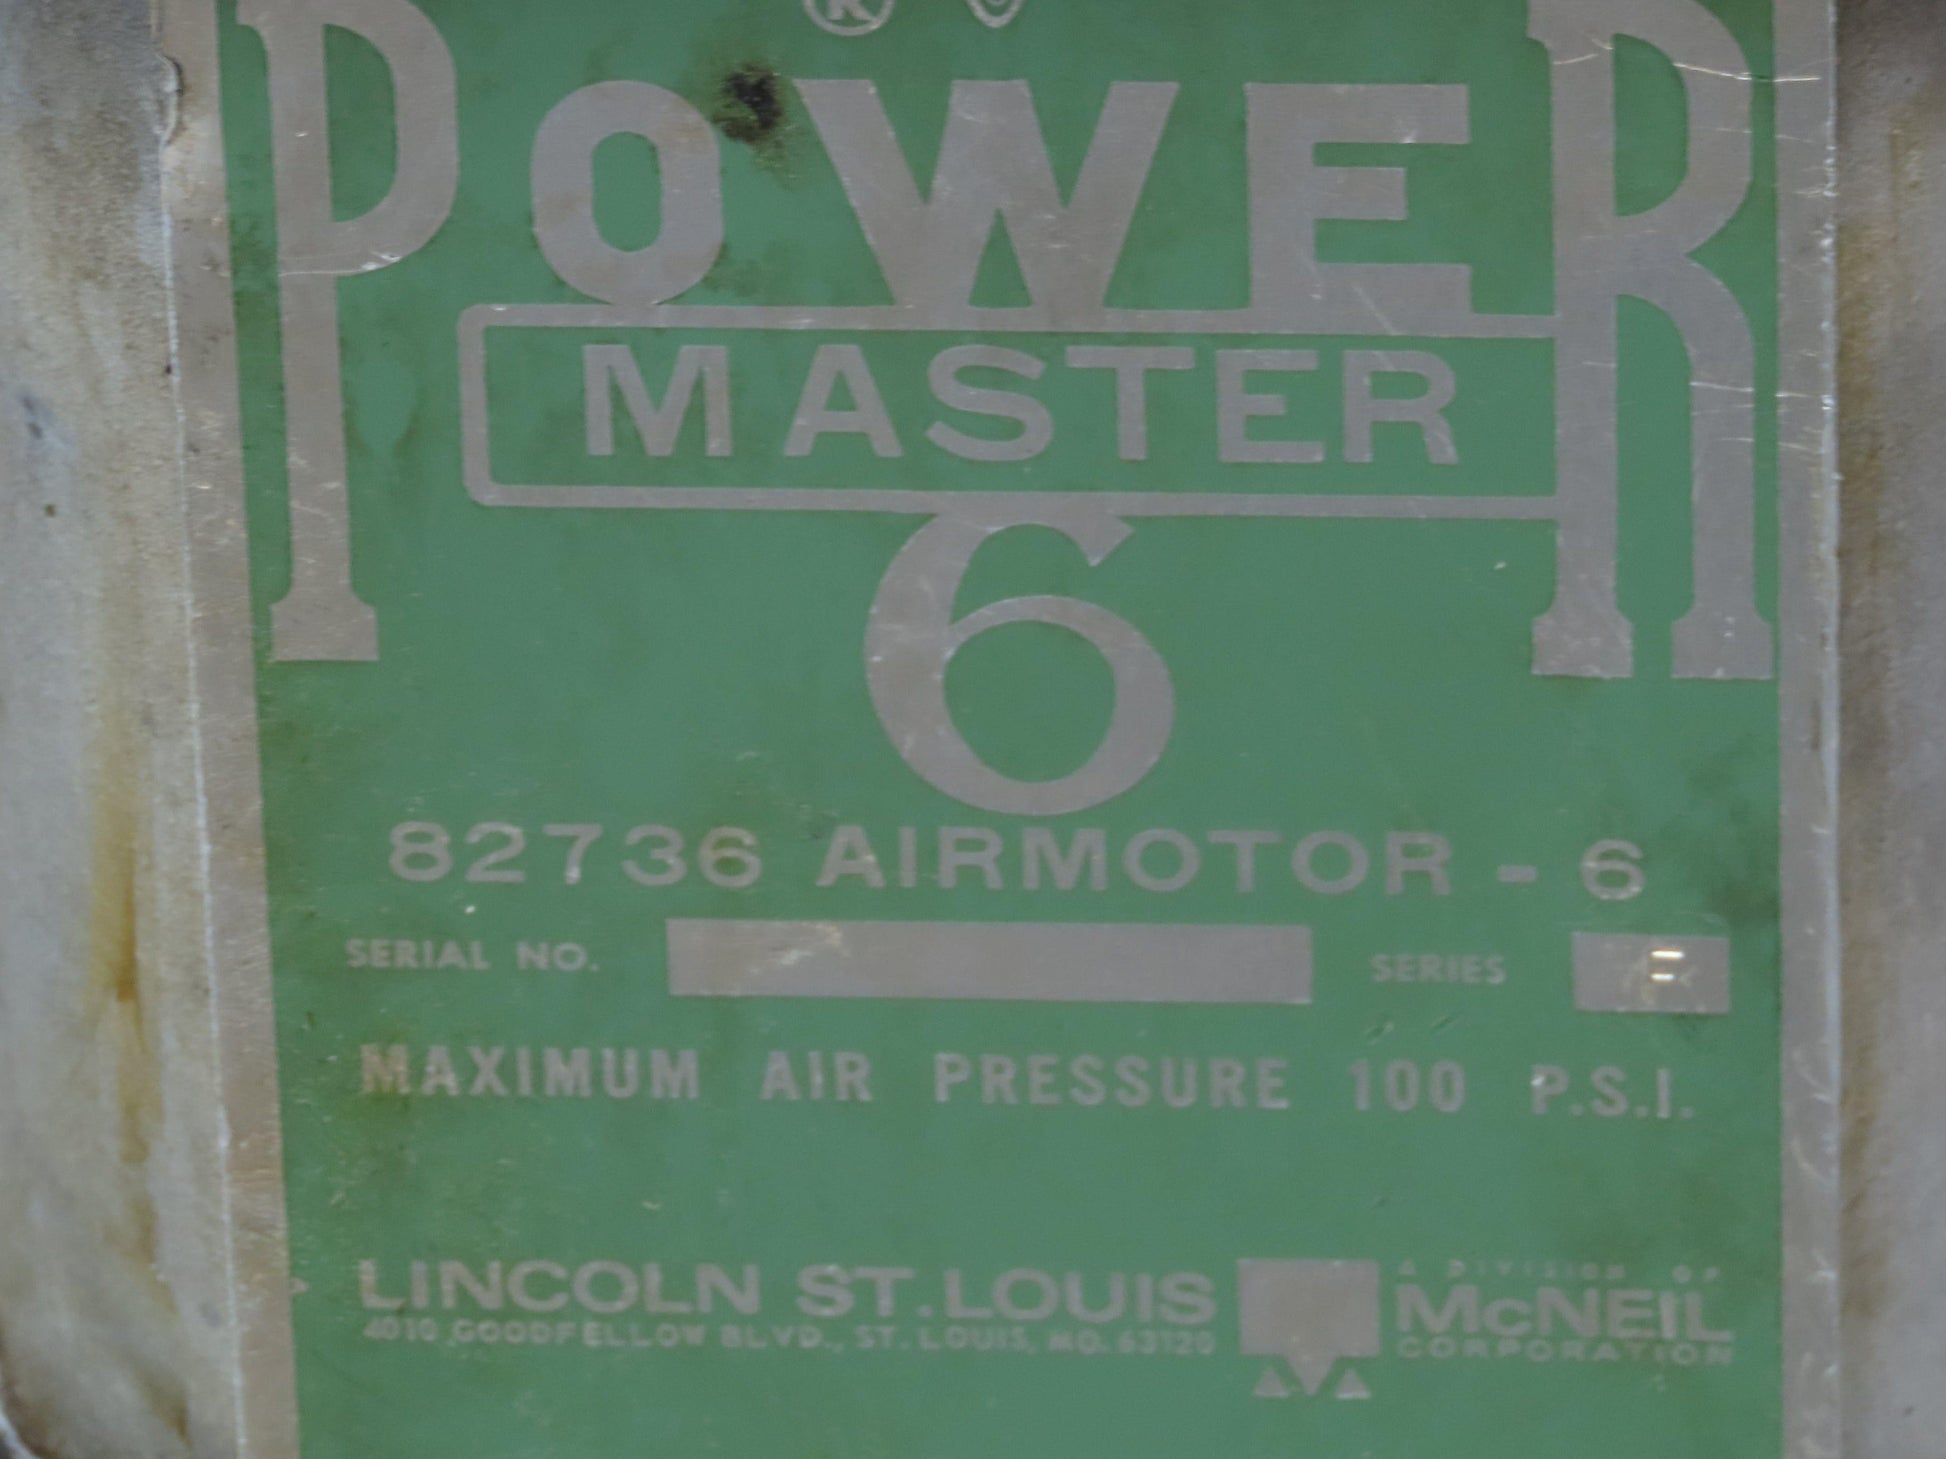 ®
POWER
MASTER
6
82736 AIRMOTOR - 6
SERIAL NO. SERIES E
MAXIMUM AIR PRESSURE 100 P.S.I.
LINCOLN ST. LOUIS
4010 GOODFELLOW BLVD., ST. LOUIS, MO. 63120
A DIVISION OF
McNEIL
CORPORATION